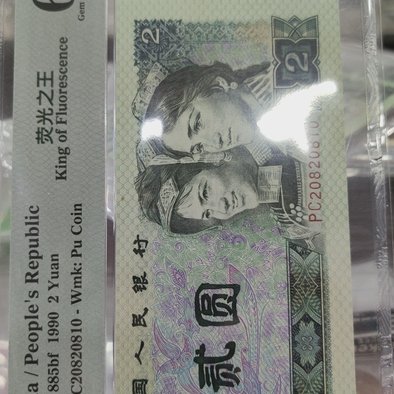 Gem
荧光之王
King of Fluorescence
a / People's Republic
885bf 1990 2 Yuan
C20820810 - Wmk: Pu Coin
2
2
PC20820810
国人民银行
贰圆